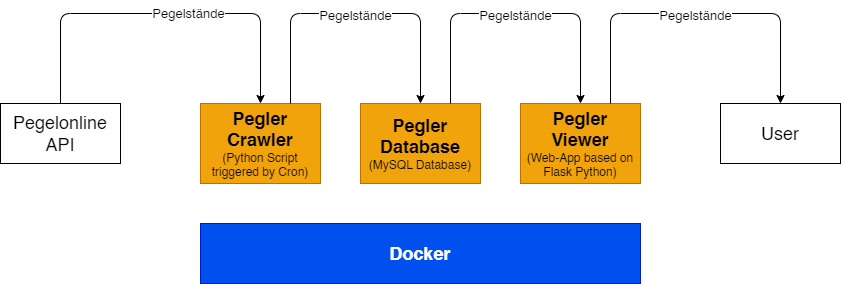 Pegelstände
Pegelstände
Pegelstände
Pegelstände
Pegelonline
API
Pegler
Crawler
(Python Script
triggered by Cron)
Pegler
Database
(MySQL Database)
Pegler
Viewer
(Web-App based on
Flask Python)
User
Docker